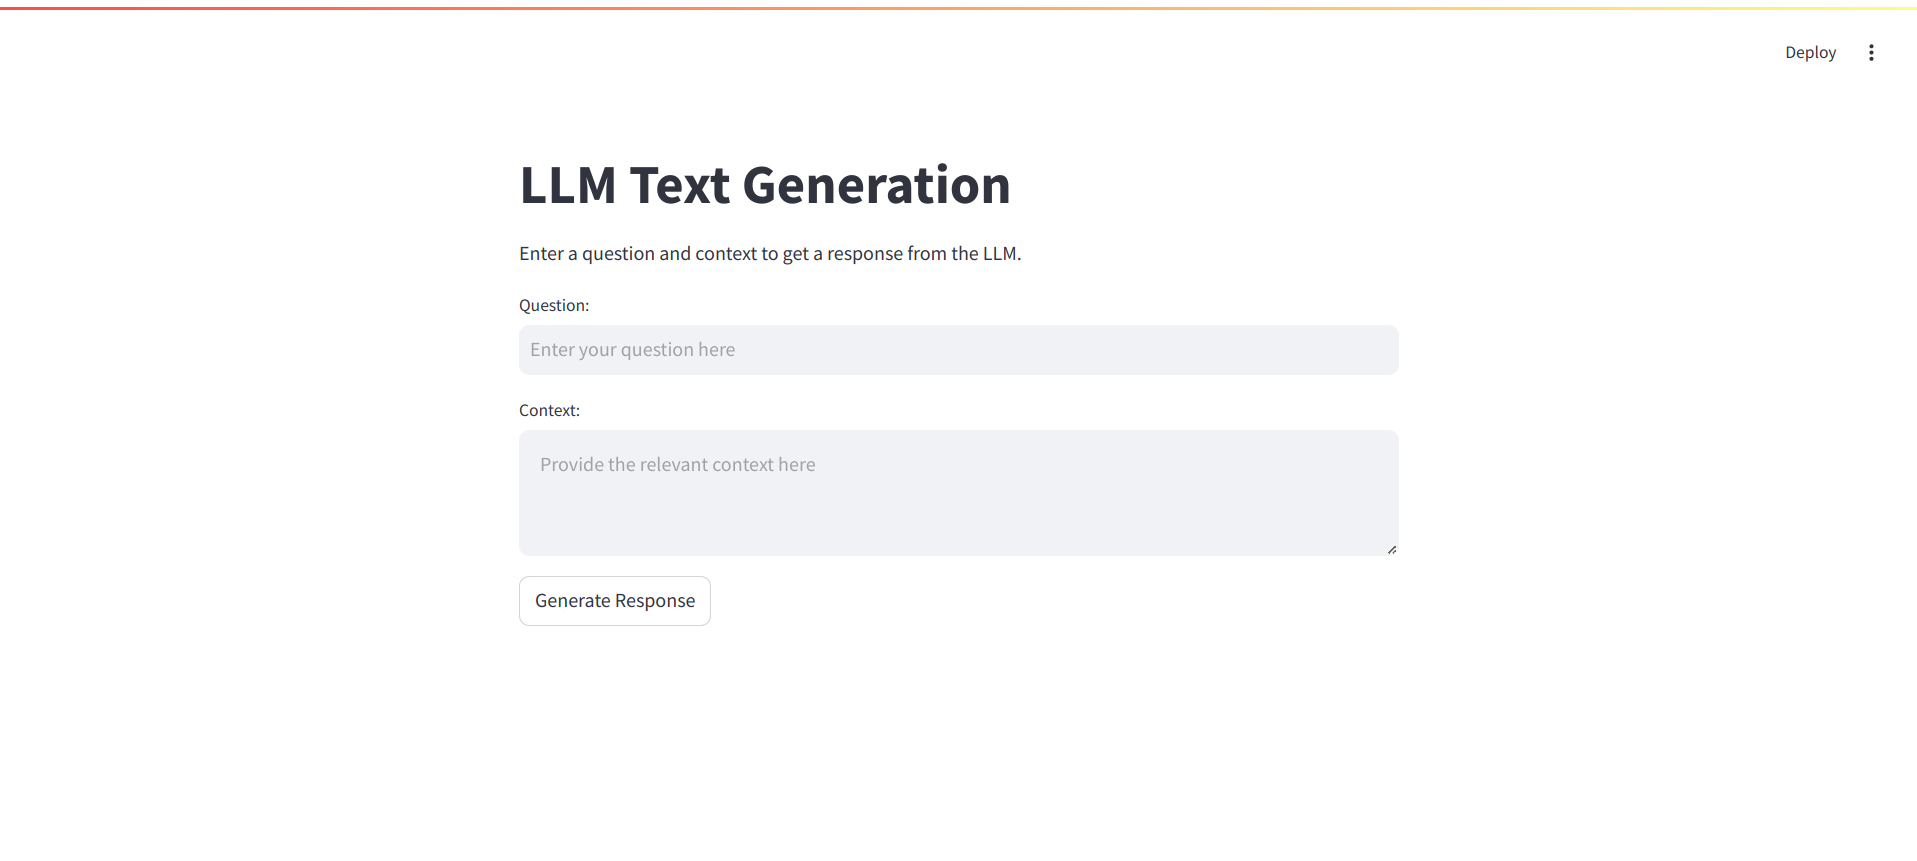 Deploy
LLM Text Generation
Enter a question and context to get a response from the LLM.
Question:
Enter your question here
Context:
Provide the relevant context here
Generate Response